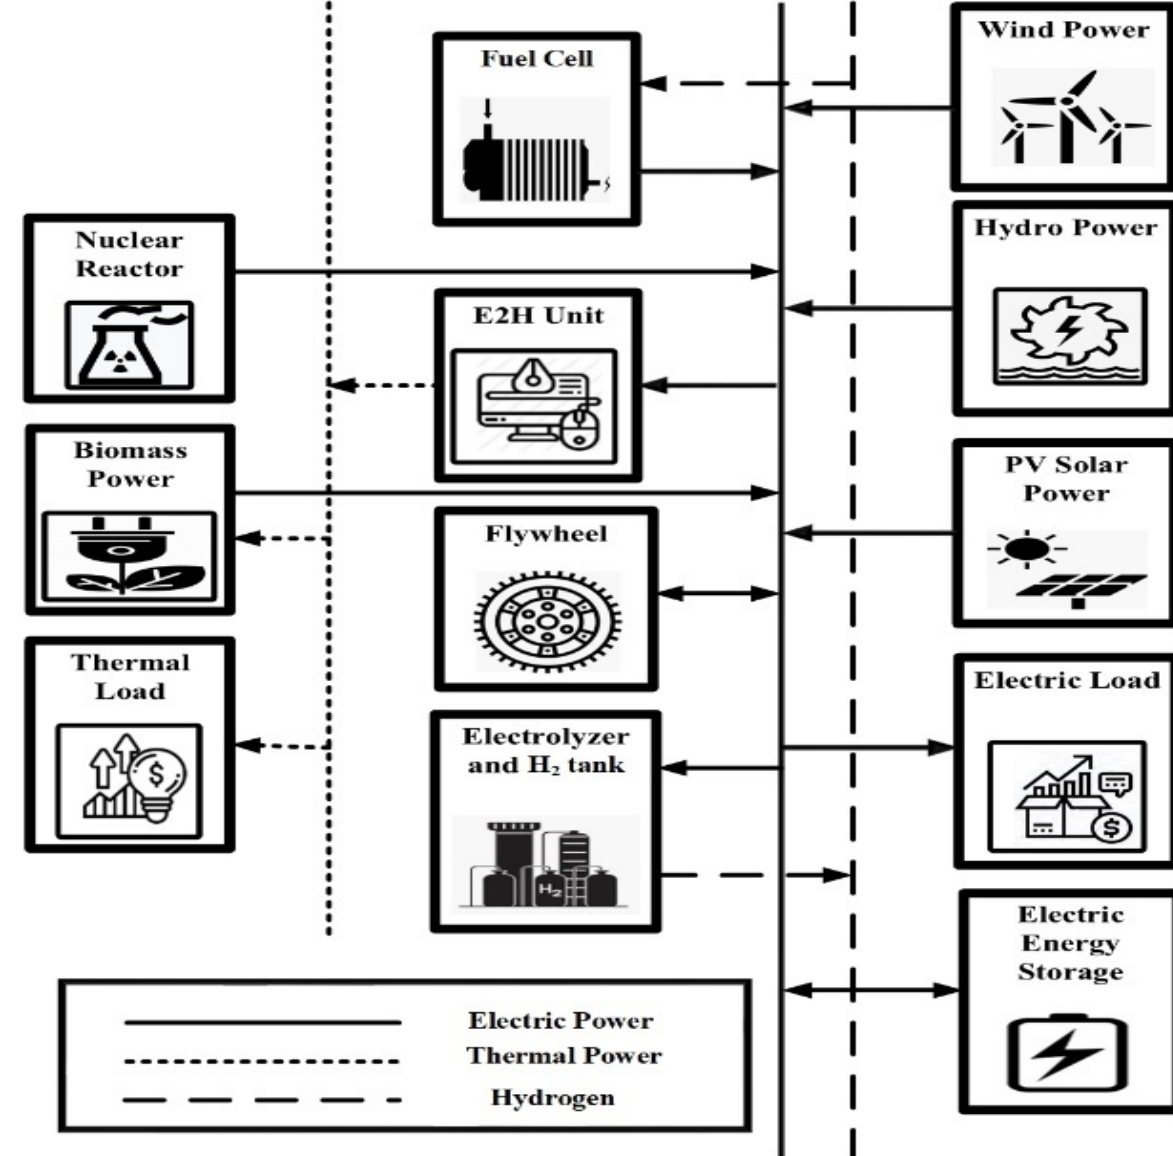 Fuel Cell
Wind Power
Nuclear
Reactor
Hydro Power
E2H Unit
Biomass
Power
PV Solar
Power
Flywheel
Thermal
Load
Electric Load
$
$
Electrolyzer
and H₂ tank
H₂
Electric
Energy
Storage
Electric Power
Thermal Power
Hydrogen